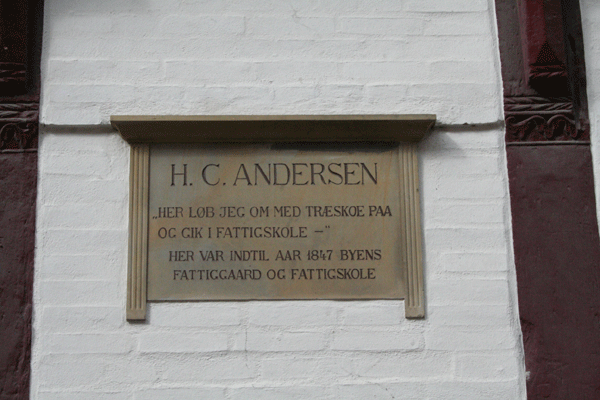 H. C. ANDERSEN
„HER LØB JEG OM MED TRÆSKOE PAA
OG GIK I FATTIGSKOLE —"
HER VAR INDTIL AAR 1847 BYENS
FATTIGGAARD OG FATTIGSKOLE